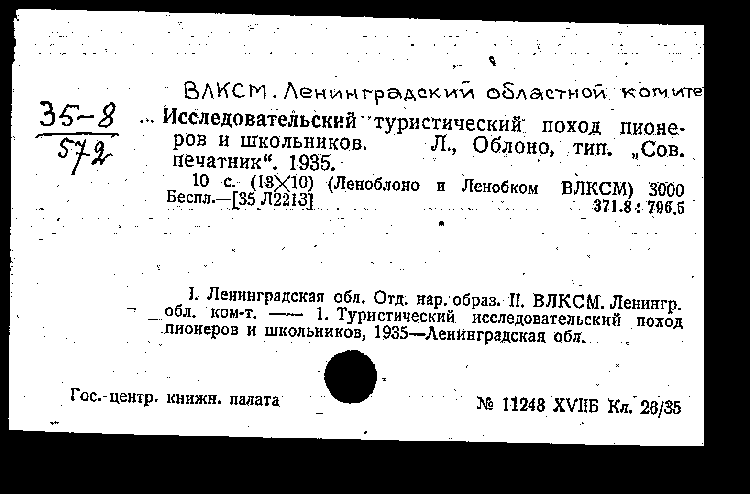 ВЛКСМ. Ленинградский областной комите
35-8
572
... Исследовательский туристический поход пионе-
ров и школьников. Л., Облоно, тип. „Сов.
печатник“. 1935.
10 с. (13×10) (Леноблоно и Ленобком ВЛКСМ) 3000
Беспл.—[35 Л2213]
371.8 : 796.5
I. Ленинградская обл. Отд. нар. образ. II. ВЛКСМ. Ленингр.
обл. ком-т. —— 1. Туристический исследовательский поход
пионеров и школьников, 1935—Ленинградская обл.
Гос. центр. книжн. палата
№ 11248 XVIIБ Кл. 26/35